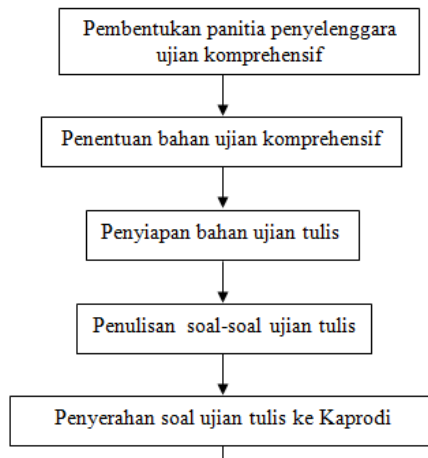 Pembentukan panitia penyelenggara
ujian komprehensif
Penentuan bahan ujian komprehensif
Penyiapan bahan ujian tulis
Penulisan soal-soal ujian tulis
Penyerahan soal ujian tulis ke Kaprodi